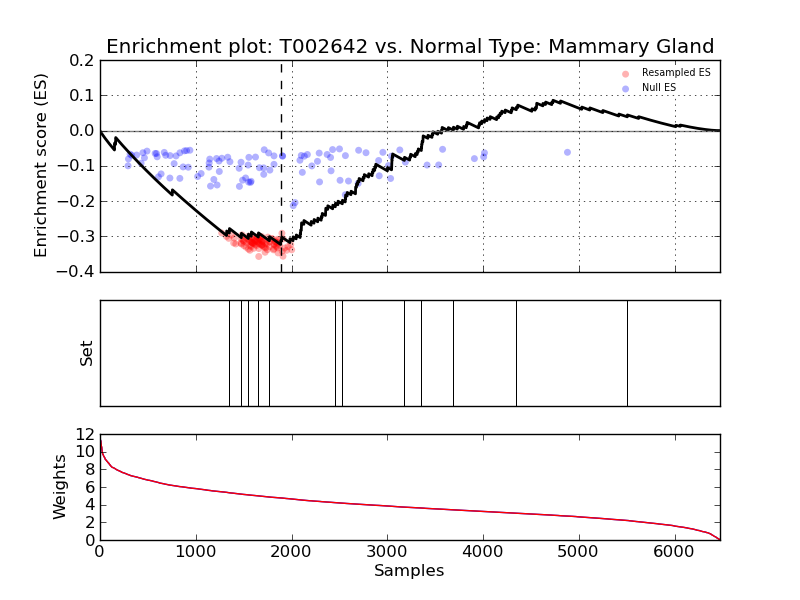 Enrichment plot: T002642 vs. Normal Type: Mammary Gland
0.2
0.1
0.0
−0.1
−0.2
−0.3
−0.4
Enrichment score (ES)
Resampled ES
Null ES
Set
12
10
8
6
4
2
0
Weights
0 1000 2000 3000 4000 5000 6000
Samples